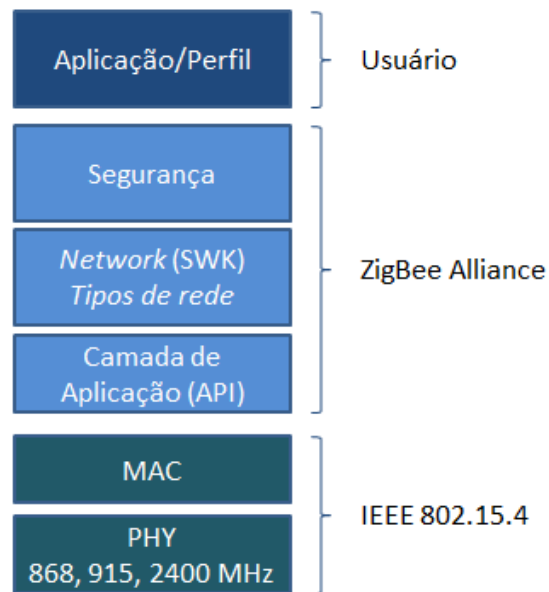 Aplicação/Perfil
Usuário
Segurança
Network (SWK)
Tipos de rede
ZigBee Alliance
Camada de
Aplicação (API)
MAC
IEEE 802.15.4
PHY
868, 915, 2400 MHz